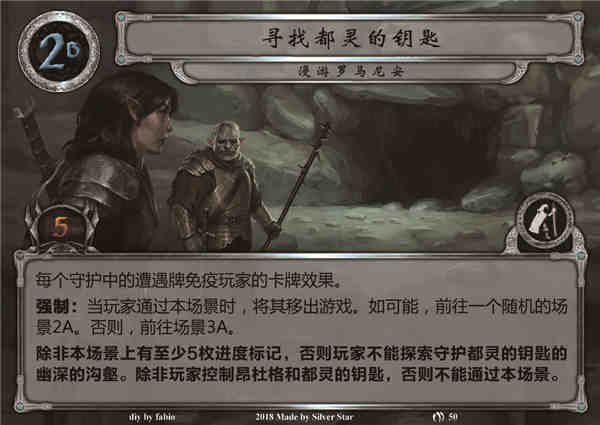 2B
寻找都灵的钥匙
漫游罗马尼安
5
每个守护中的遭遇牌免疫玩家的卡牌效果。
强制：当玩家通过本场景时，将其移出游戏。如可能，前往一个随机的场
景2A。否则，前往场景3A。
除非本场景上有至少5枚进度标记，否则玩家不能探索守护都灵的钥匙的
幽深的沟壑。除非玩家控制昂杜格和都灵的钥匙，否则不能通过本场景。
diy by fabio
2018 Made by Silver Star
50